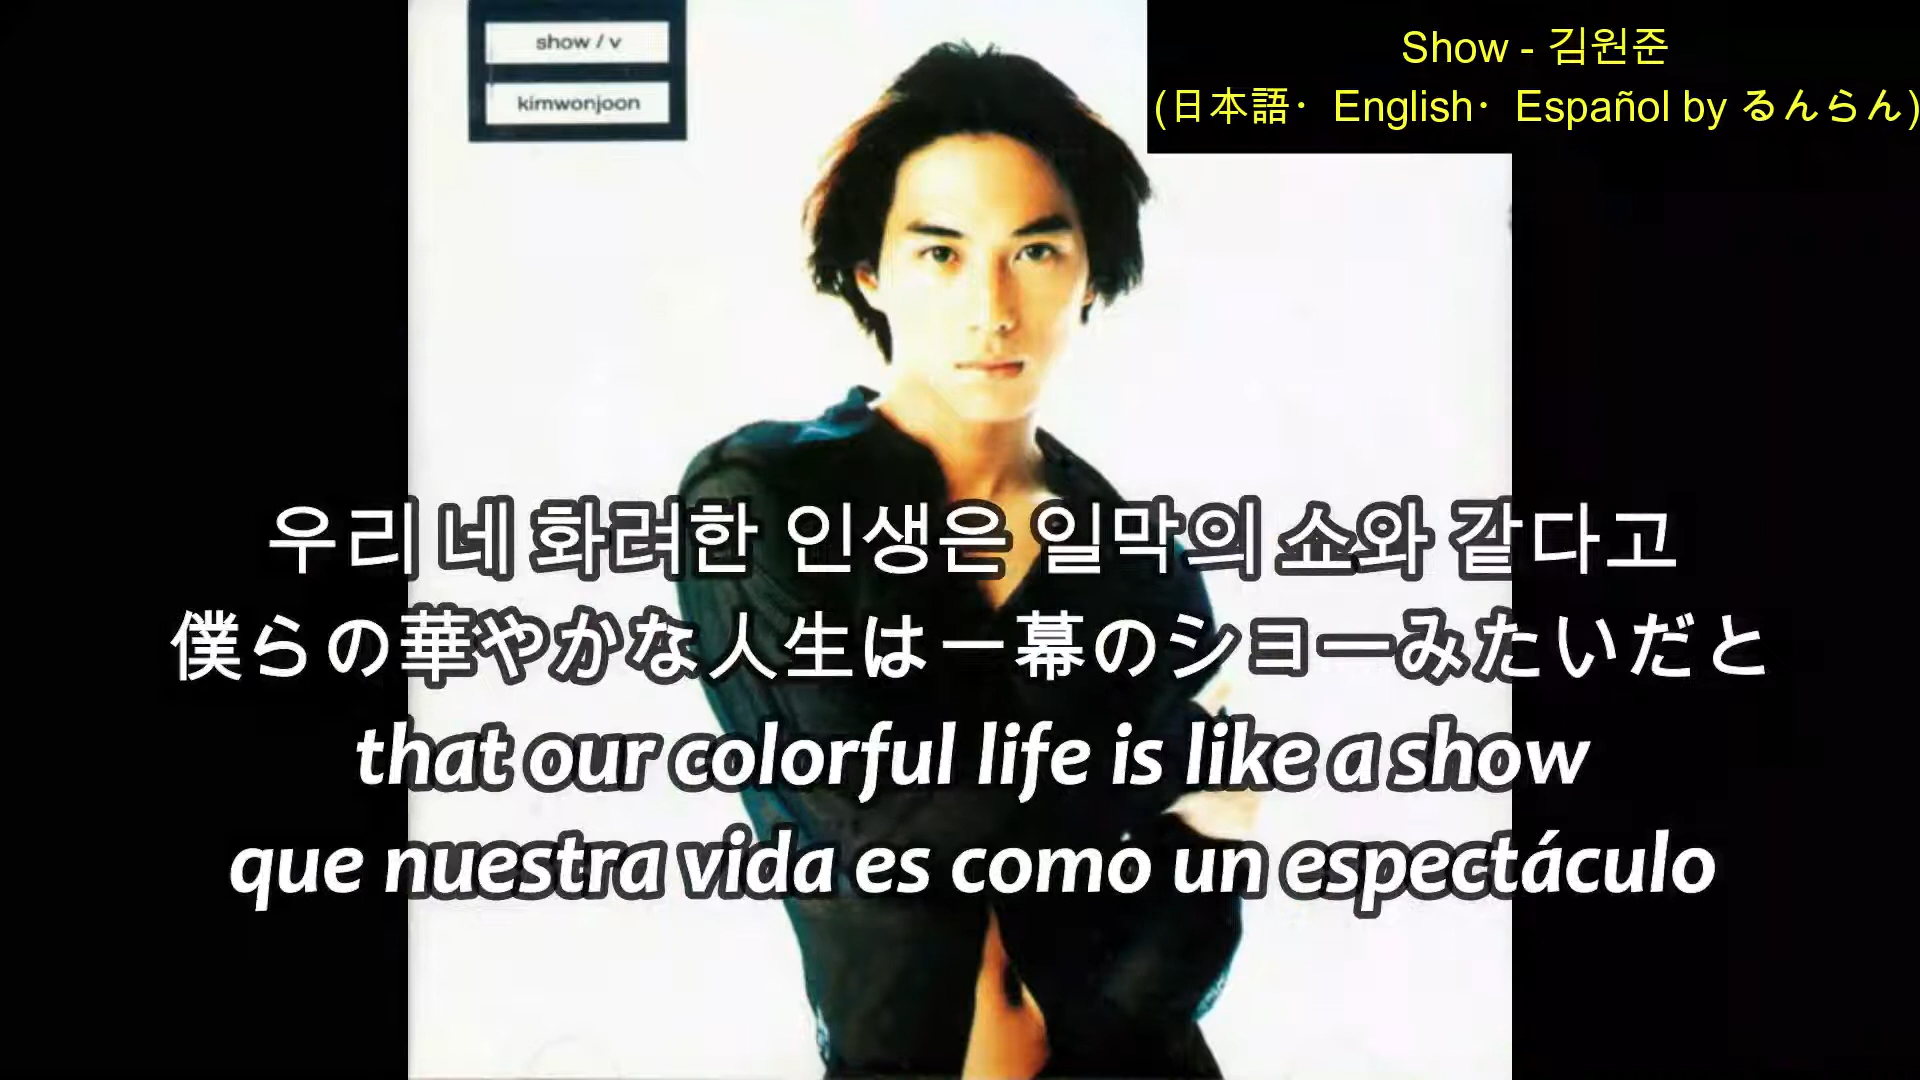 show / v
kimwonjoon
Show - 김원준
(日本語・English・Español by るんらん)
우리 네 화려한 인생은 일막의 쇼와 같다고
僕らの華やかな人生は一幕のショーみたいだと
that our colorful life is like a show
que nuestra vida es como un espectáculo